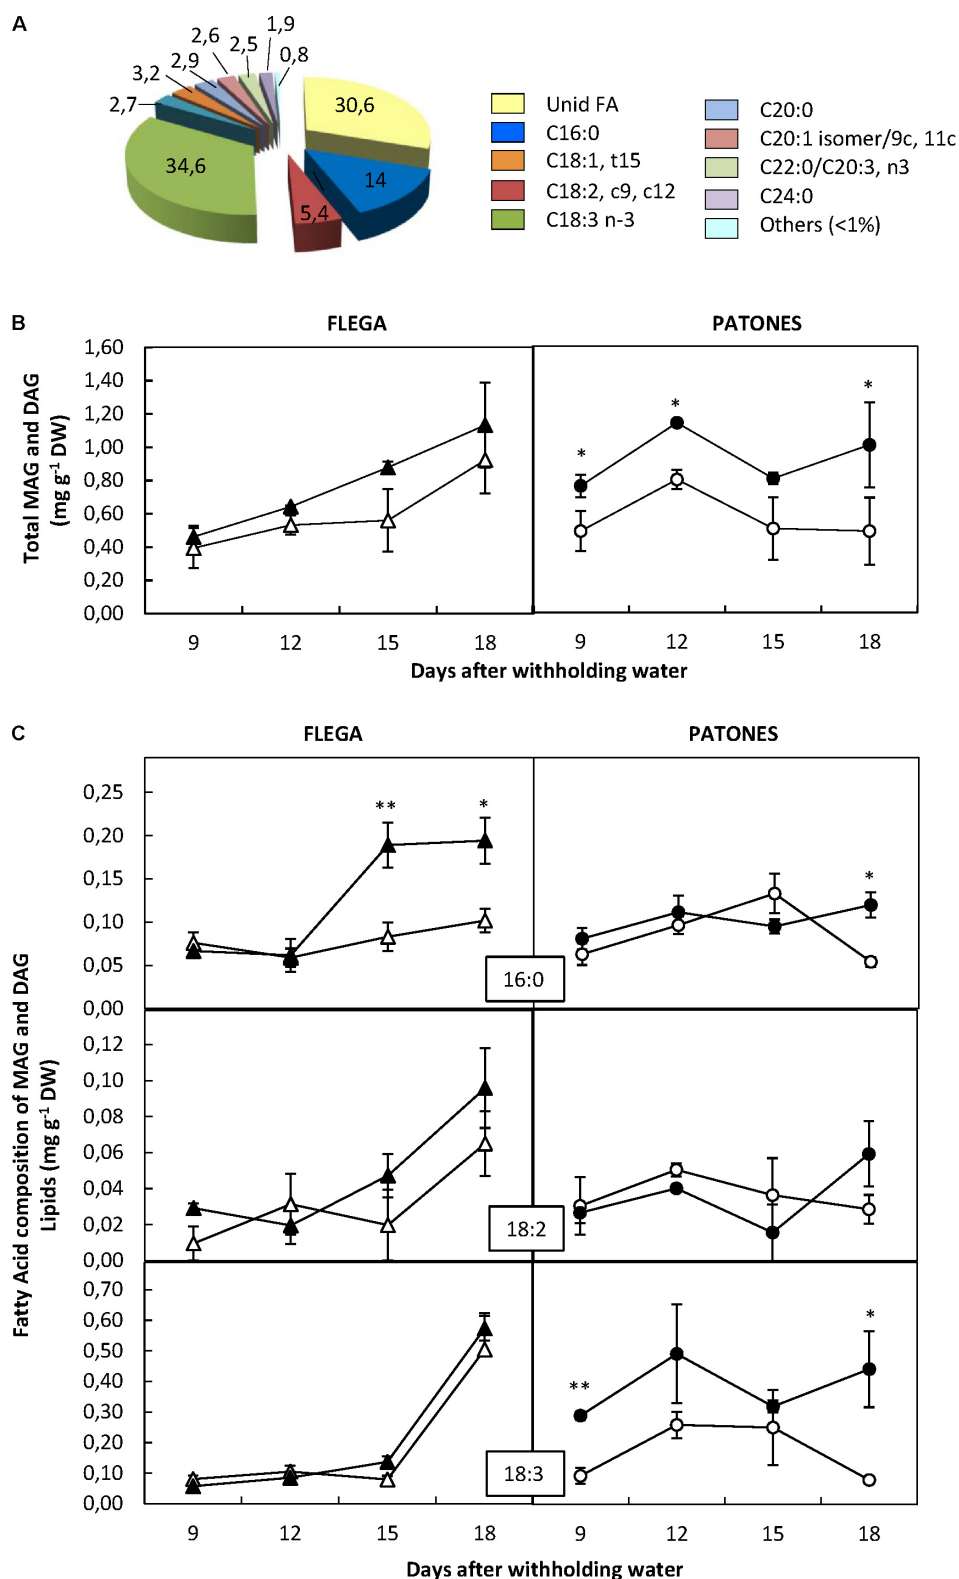 A
1,9
2,6
2,5
0,8
2,9
3,2
2,7
30,6
34,6
14
5,4
Unid FA
C16:0
C18:1, t15
C18:2, c9, c12
C18:3 n-3
C20:0
C20:1 isomer/9c, 11c
C22:0/C20:3, n3
C24:0
Others (<1%)
B
FLEGA
PATONES
Total MAG and DAG
(mg g-1 DW)
1,60
1,40
1,20
1,00
0,80
0,60
0,40
0,20
0,00
*
*
*
9 12 15 18 9 12 15 18
Days after withholding water
C
FLEGA
PATONES
Fatty Acid composition of MAG and DAG
Lipids (mg g-1 DW)
0,25
0,20
0,15
0,10
0,05
0,00
**
*
*
16:0
0,12
0,10
0,08
0,06
0,04
0,02
0,00
18:2
0,70
0,60
0,50
0,40
0,30
0,20
0,10
0,00
**
*
18:3
9 12 15 18 9 12 15 18
Days after withholding water